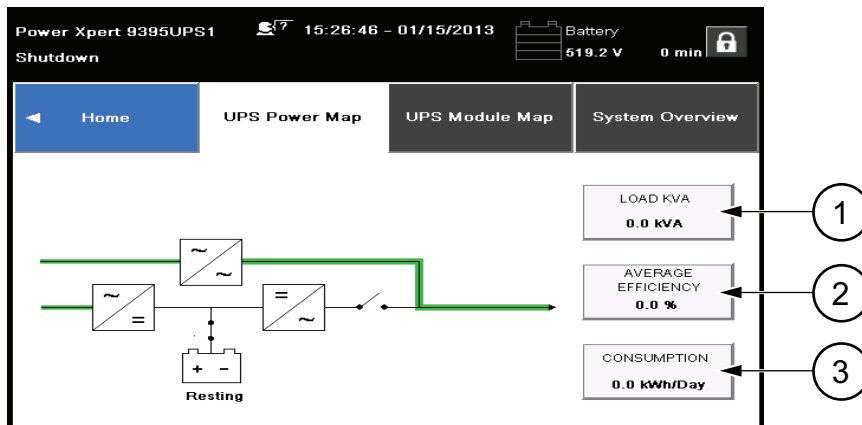 Power Xpert 9395UPS1
15:26:46 - 01/15/2013
Battery
Shutdown
519.2 V
0 min
Home
UPS Power Map
UPS Module Map
System Overview
LOAD KVA
0.0 kVA
1
AVERAGE
EFFICIENCY
0.0 %
2
CONSUMPTION
0.0 kWh/Day
3
~
~
~
=
=
~
+ -
Resting